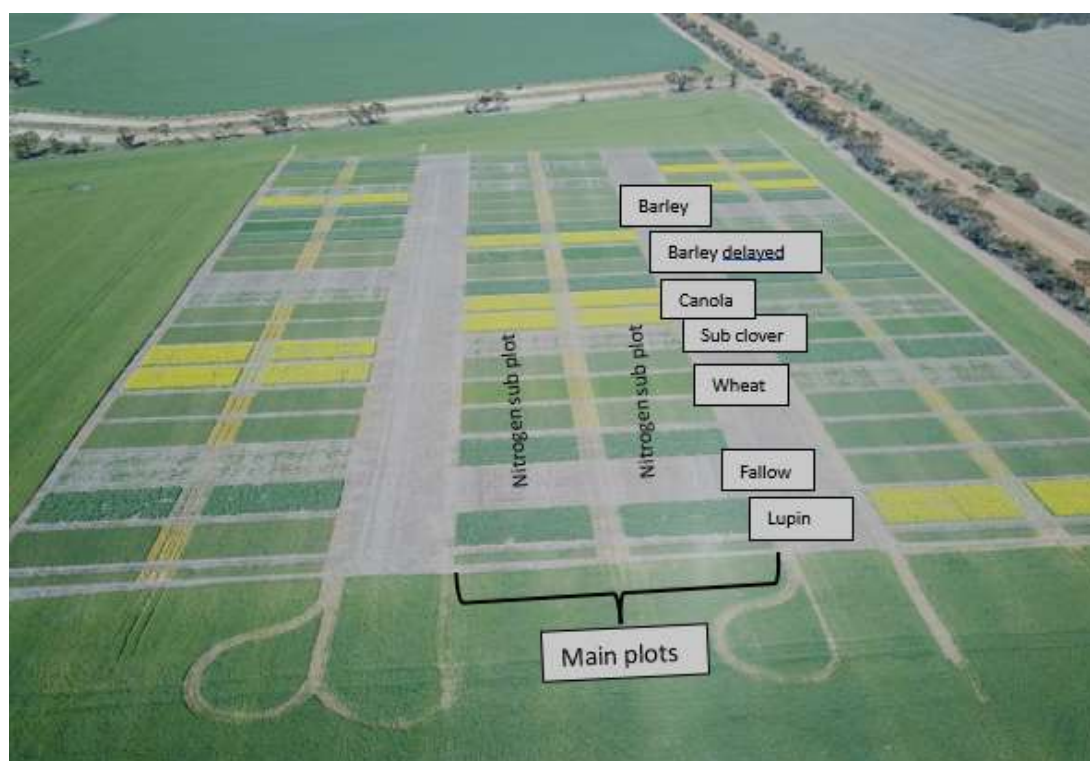 Barley
Barley delayed
Canola
Sub clover
Nitrogen sub plot
Nitrogen sub plot
Wheat
Fallow
Lupin
Main plots